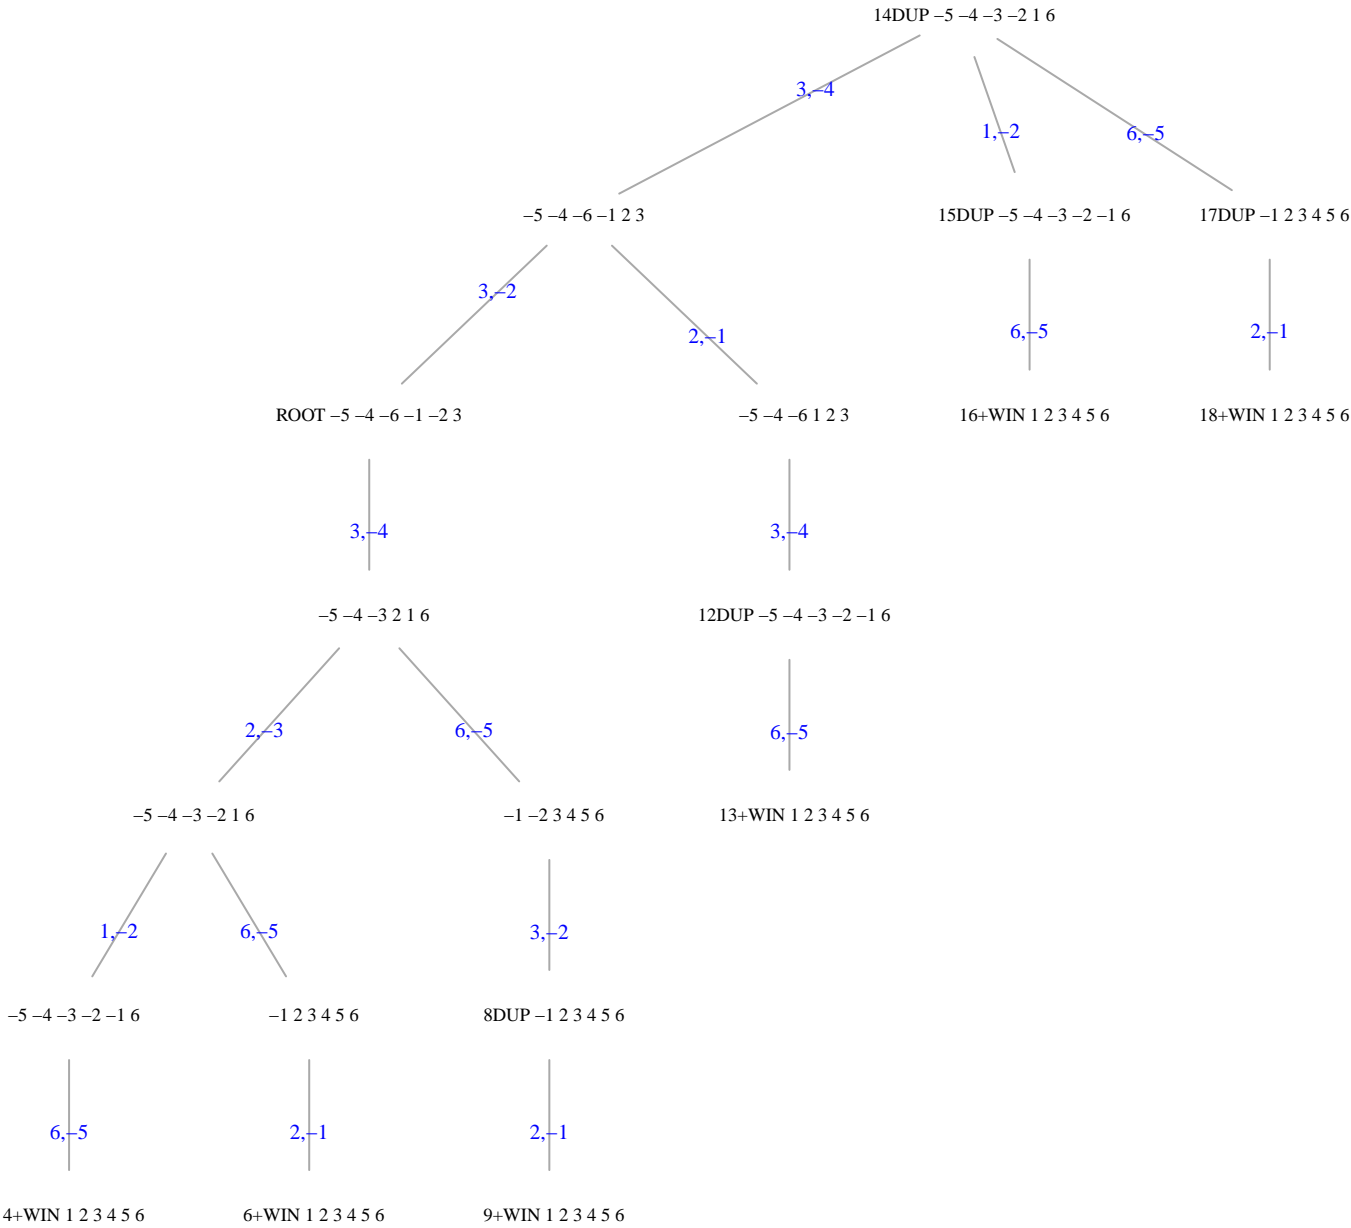 14DUP –5 –4 –3 –2 1 6
3,–4
1,–2
6,–5
–5 –4 –6 –1 2 3
15DUP –5 –4 –3 –2 –1 6
17DUP –1 2 3 4 5 6
3,–2
2,–1
6,–5
2,–1
ROOT –5 –4 –6 –1 –2 3
–5 –4 –6 1 2 3
16+WIN 1 2 3 4 5 6
18+WIN 1 2 3 4 5 6
3,–4
3,–4
–5 –4 –3 2 1 6
12DUP –5 –4 –3 –2 –1 6
2,–3
6,–5
6,–5
–5 –4 –3 –2 1 6
–1 –2 3 4 5 6
13+WIN 1 2 3 4 5 6
1,–2
6,–5
3,–2
–5 –4 –3 –2 –1 6
–1 2 3 4 5 6
8DUP –1 2 3 4 5 6
6,–5
2,–1
2,–1
4+WIN 1 2 3 4 5 6
6+WIN 1 2 3 4 5 6
9+WIN 1 2 3 4 5 6